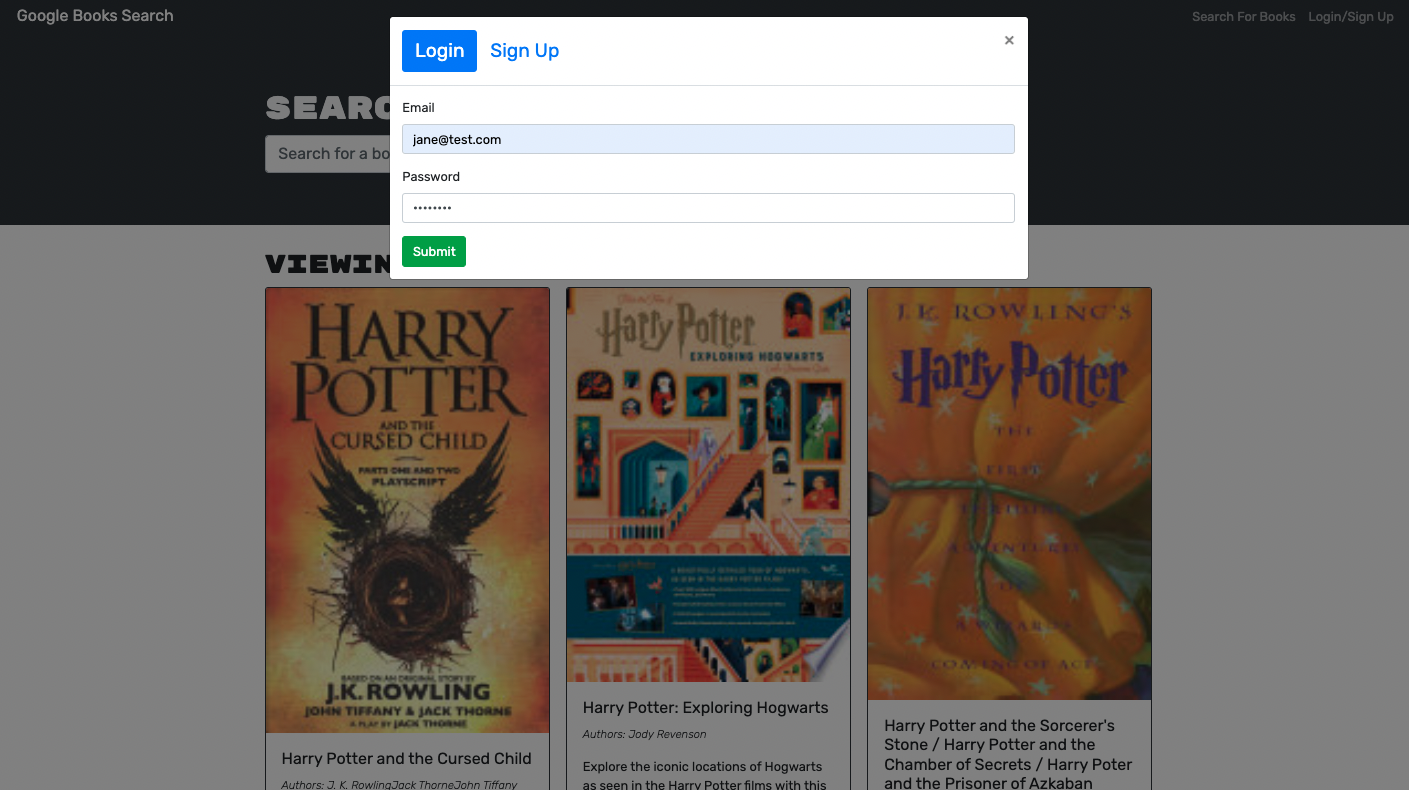 Google Books Search
Search For Books
Login/Sign Up
Login
Sign Up
×
Email
jane@test.com
Password
••••••••
Submit
SEARC
Search for a bo
VIEWIN
HARRY
POTTER
AND THE
CURSED CHILD
PARTS ONE AND TWO
PLAYSCRIPT
BASED ON AN ORIGINAL STORY BY
J.K. ROWLING
JOHN TIFFANY & JACK THORNE
A PLAY BY JACK THORNE
Harry Potter and the Cursed Child
Authors: J. K. RowlingJack ThorneJohn Tiffany
Harry Potter
EXPLORING HOGWARTS
Harry Potter: Exploring Hogwarts
Authors: Jody Revenson
Explore the iconic locations of Hogwarts
as seen in the Harry Potter films with this
J.K. ROWLING'S
Harry Potter
THE
FIRST
EXCITING
ADVENTURES
OF
A WIZARD'S
COMING OF AGE
Harry Potter and the Sorcerer's
Stone / Harry Potter and the
Chamber of Secrets / Harry Poter
and the Prisoner of Azkaban